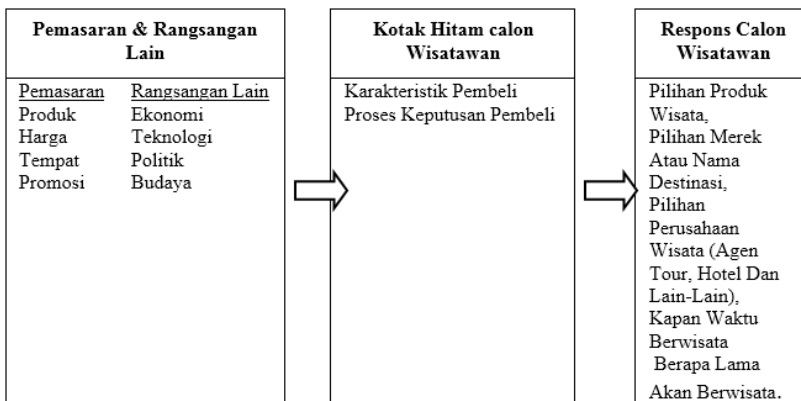 Pemasaran & Rangsangan
Lain
Pemasaran Rangsangan Lain
Produk Ekonomi
Harga Teknologi
Tempat Politik
Promosi Budaya
Kotak Hitam calon
Wisatawan
Karakteristik Pembeli
Proses Keputusan Pembeli
Respons Calon
Wisatawan
Pilihan Produk
Wisata,
Pilihan Merek
Atau Nama
Destinasi,
Pilihan
Perusahaan
Wisata (Agen
Tour, Hotel Dan
Lain-Lain),
Kapan Waktu
Berwisata
Berapa Lama
Akan Berwisata.